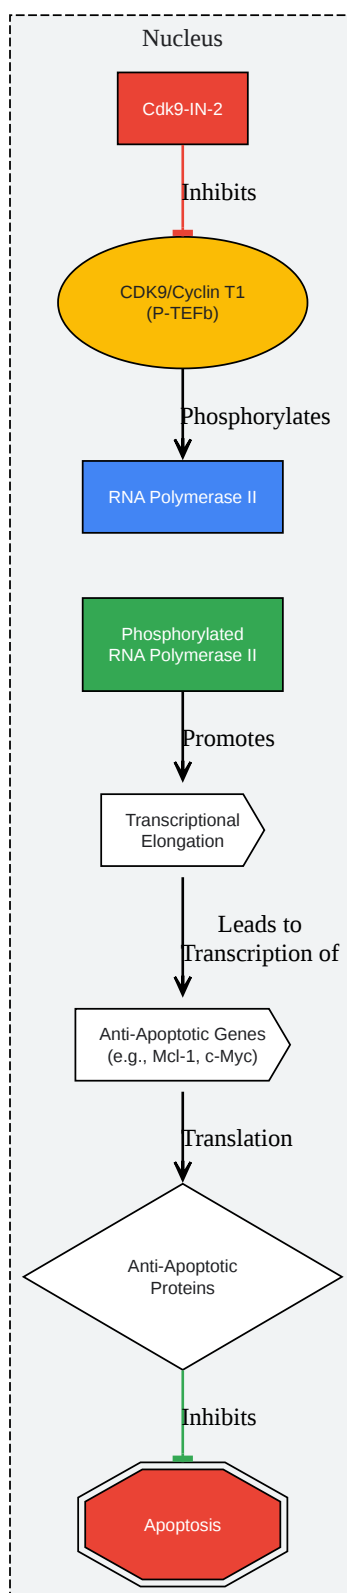 Nucleus
Cdk9-IN-2
Inhibits
CDK9/Cyclin T1
(P-TEFb)
Phosphorylates
RNA Polymerase II
Phosphorylated
RNA Polymerase II
Promotes
Transcriptional
Elongation
Leads to
Transcription of
Anti-Apoptotic Genes
(e.g., Mcl-1, c-Myc)
Translation
Anti-Apoptotic
Proteins
Inhibits
Apoptosis